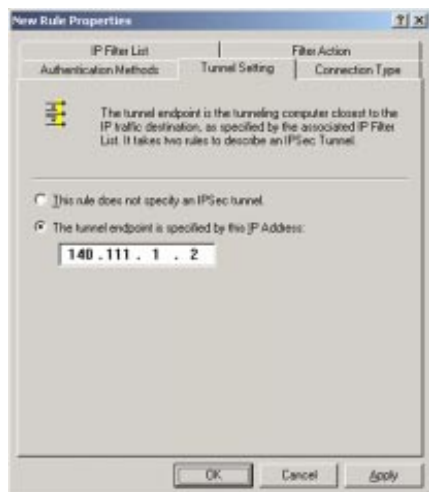 New Rule Properties
? X
IP Filter List
Filter Action
Authentication Methods
Tunnel Setting
Connection Type
The tunnel endpoint is the tunneling computer closest to the
IP traffic destination, as specified by the associated IP Filter
List. It takes two rules to describe an IPSec Tunnel.
This rule does not specify an IPSec tunnel.
The tunnel endpoint is specified by this IP Address:
140 . 111 . 1 . 2
OK
Cancel
Apply